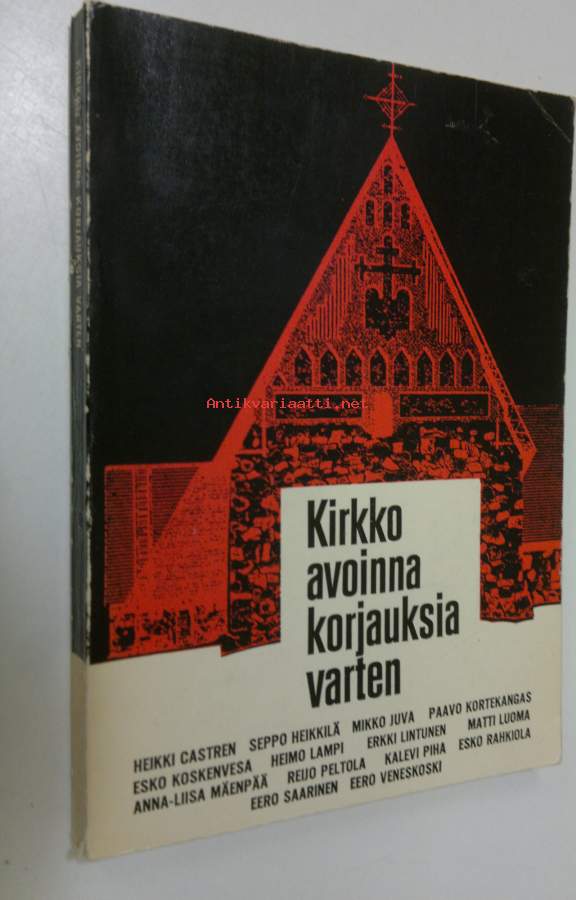 KIRKKO AVOINNA KORJAUKSIA VARTEN
Antikvariaatti.net
Kirkko
avoinna
korjauksia
varten
HEIKKI CASTREN SEPPO HEIKKILÄ MIKKO JUVA PAAVO KORTEKANGAS
ESKO KOSKENVESA HEIMO LAMPI ERKKI LINTUNEN MATTI LUOMA
ANNA-LIISA MÄENPÄÄ REIJO PELTOLA KALEVI PIHA ESKO RAHKIOLA
EERO SAARINEN EERO VENESKOSKI